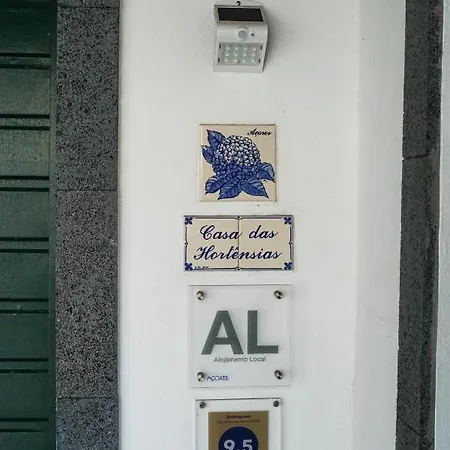 Açores
Casa das
Hortênsias
AL
Alojamento Local
AÇORES
9.5